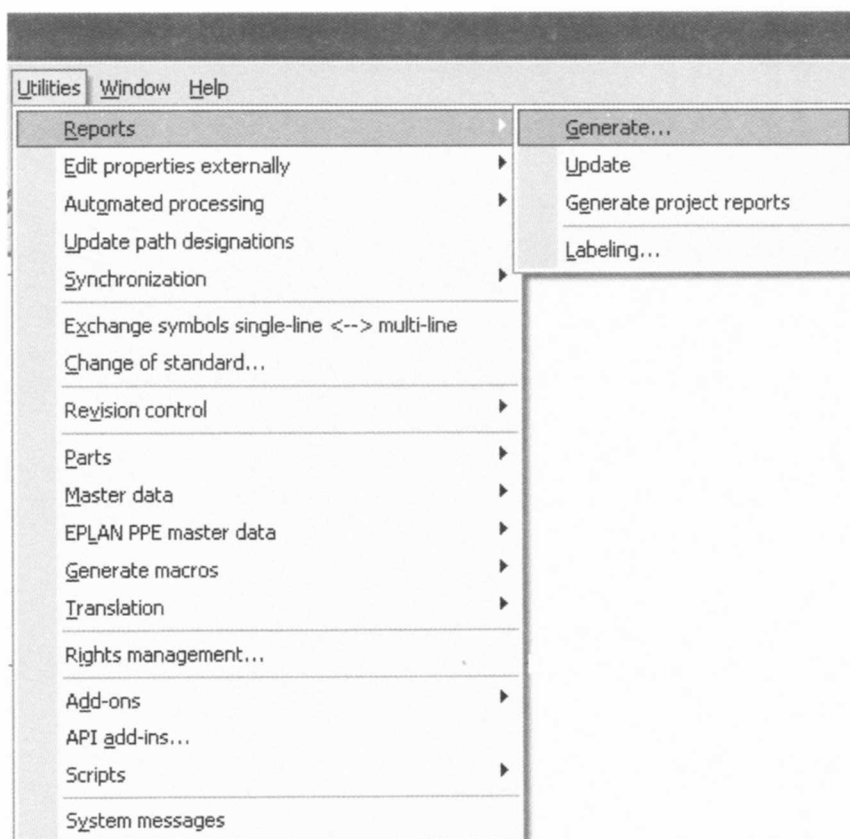 Utilities Window Help
Reports
Generate...
Edit properties externally
Update
Automated processing
Generate project reports
Update path designations
Labeling...
Synchronization
Exchange symbols single-line <--> multi-line
Change of standard...
Revision control
Parts
Master data
EPLAN PPE master data
Generate macros
Translation
Rights management...
Add-ons
API add-ins...
Scripts
System messages